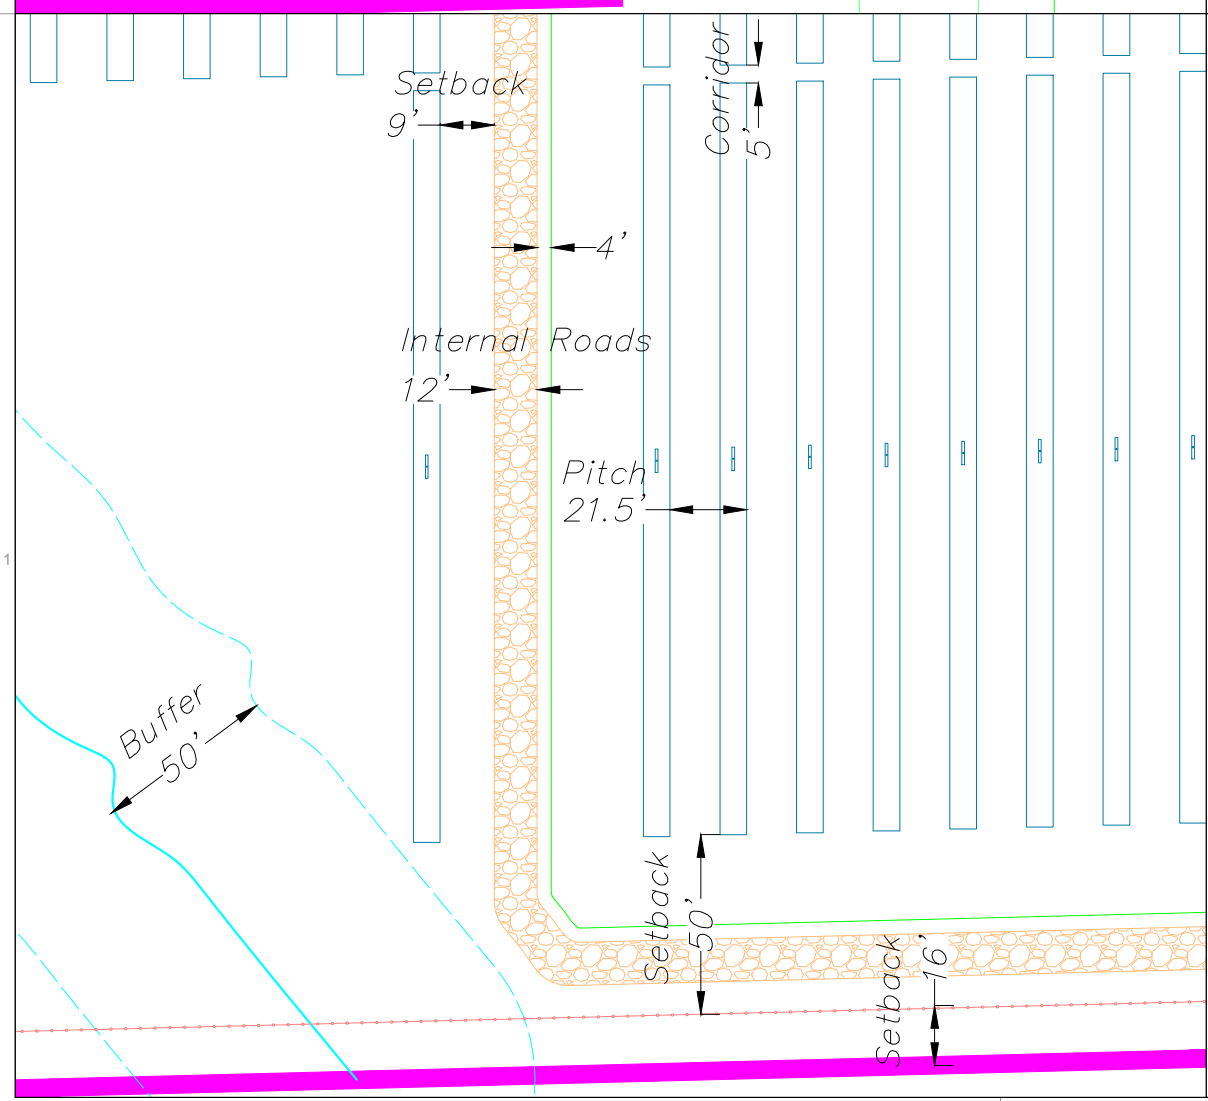 Setback
9'
Corridor
5'
4'
Internal Roads
12'
Pitch
21.5'
1
Buffer
50'
Setback
50'
Setback
16'